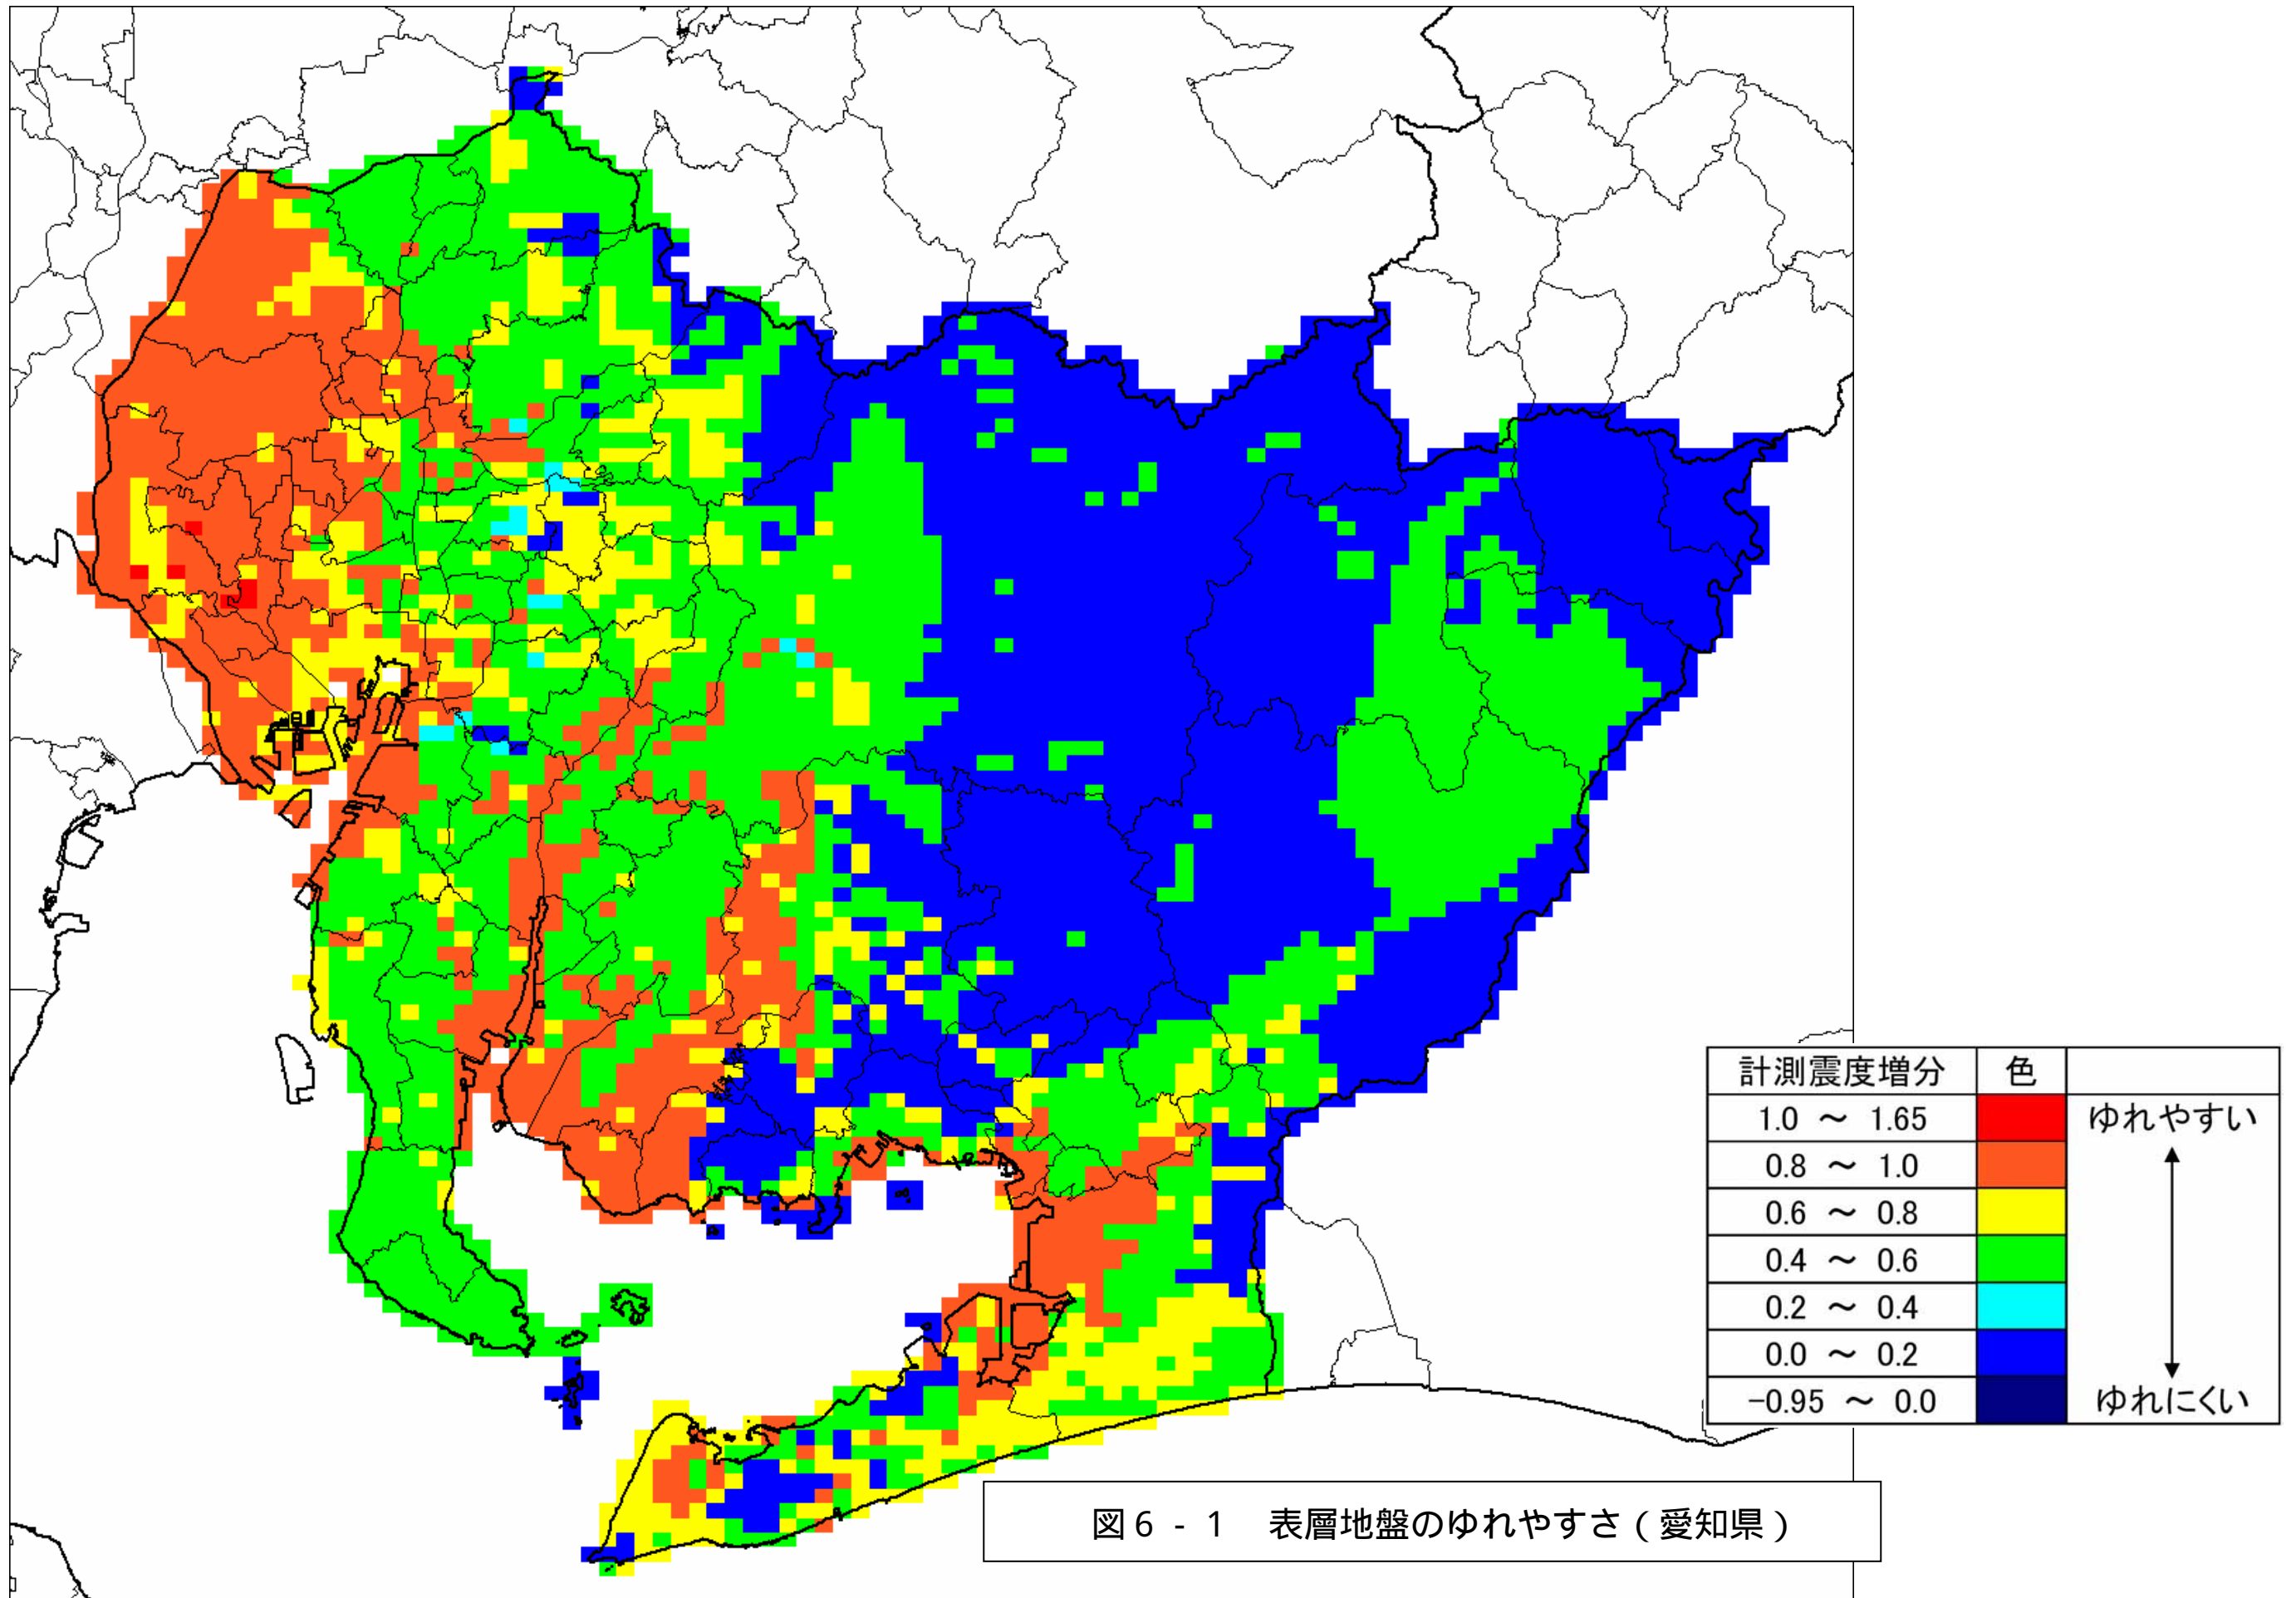 計測震度増分 色
1.0 ～ 1.65 ゆれやすい
0.8 ～ 1.0
0.6 ～ 0.8
0.4 ～ 0.6
0.2 ～ 0.4
0.0 ～ 0.2
-0.95 ～ 0.0 ゆれにくい
図６－１　表層地盤のゆれやすさ（愛知県）